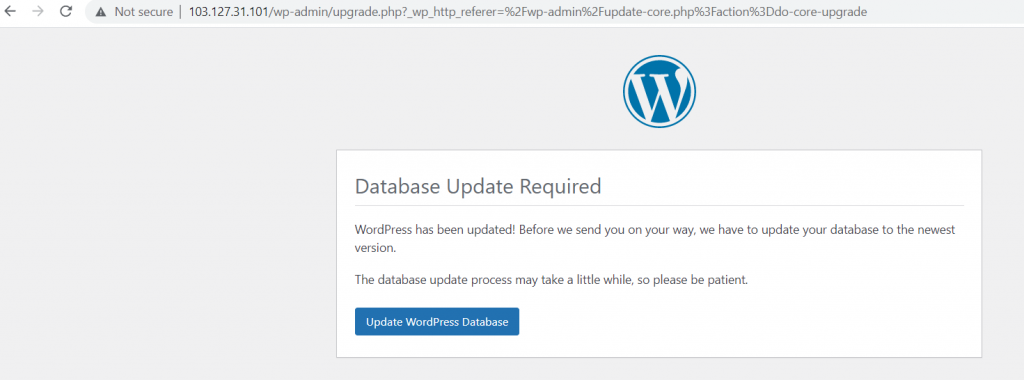 Not secure | 103.127.31.101/wp-admin/upgrade.php?_wp_http_referer=%2Fwp-admin%2Fupdate-core.php%3Faction%3Ddo-core-upgrade
Database Update Required
WordPress has been updated! Before we send you on your way, we have to update your database to the newest
version.
The database update process may take a little while, so please be patient.
Update WordPress Database